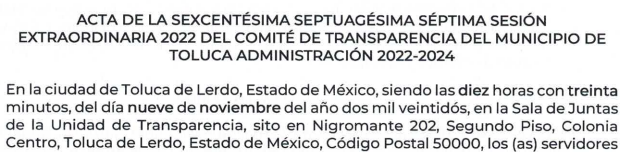 ACTA DE LA SEXCENTÉSIMA SEPTUAGÉSIMA SÉPTIMA SESIÓN
EXTRAORDINARIA 2022 DEL COMITÉ DE TRANSPARENCIA DEL MUNICIPIO DE
TOLUCA ADMINISTRACIÓN 2022-2024
En la ciudad de Toluca de Lerdo, Estado de México, siendo las diez horas con treinta
minutos, del día nueve de noviembre del año dos mil veintidós, en la Sala de Juntas
de la Unidad de Transparencia, sito en Nigromante 202, Segundo Piso, Colonia
Centro, Toluca de Lerdo, Estado de México, Código Postal 50000, los (as) servidores